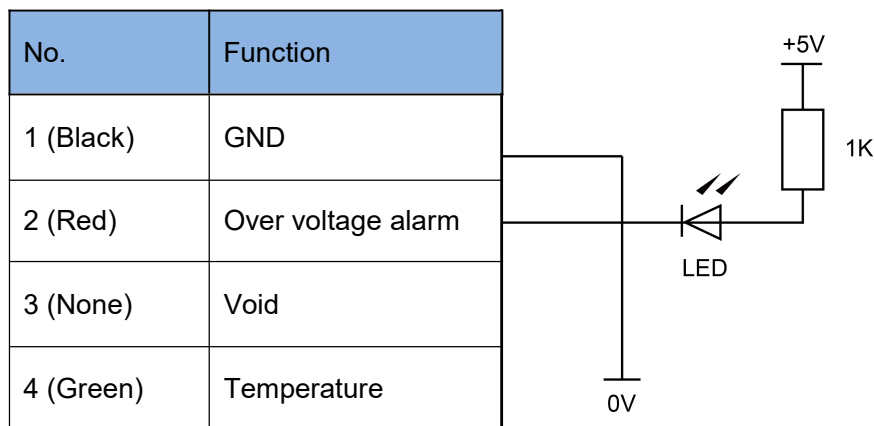 No. Function
1 (Black) GND
2 (Red) Over voltage alarm
3 (None) Void
4 (Green) Temperature
+5V
1K
LED
0V